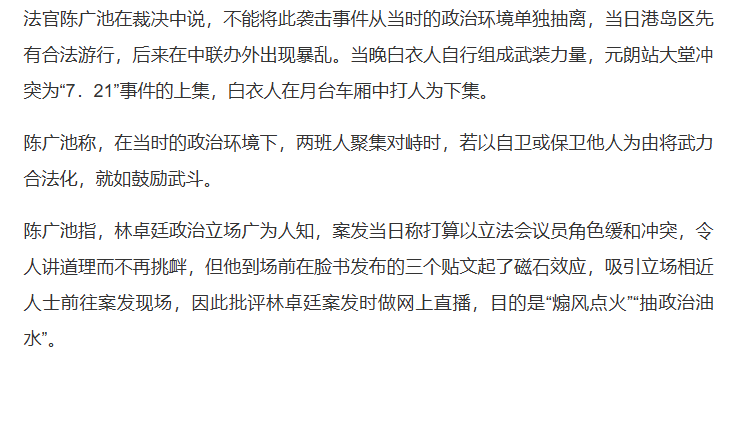 法官陈广池在裁决中说，不能将此袭击事件从当时的政治环境单独抽离，当日港岛区先
有合法游行，后来在中联办外出现暴乱。当晚白衣人自行组成武装力量，元朗站大堂冲
突为“7．21”事件的上集，白衣人在月台车厢中打人为下集。
陈广池称，在当时的政治环境下，两班人聚集对峙时，若以自卫或保卫他人为由将武力
合法化，就如鼓励武斗。
陈广池指，林卓廷政治立场广为人知，案发当日称打算以立法会议员角色缓和冲突，令
人讲道理而不再挑衅，但他到场前在脸书发布的三个贴文起了磁石效应，吸引立场相近
人士前往案发现场，因此批评林卓廷案发时做网上直播，目的是“煽风点火”“抽政治油
水”。